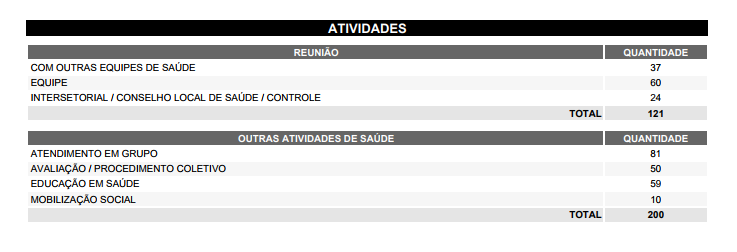 ATIVIDADES
REUNIÃO QUANTIDADE
COM OUTRAS EQUIPES DE SAÚDE 37
EQUIPE 60
INTERSETORIAL / CONSELHO LOCAL DE SAÚDE / CONTROLE 24
TOTAL 121
OUTRAS ATIVIDADES DE SAÚDE QUANTIDADE
ATENDIMENTO EM GRUPO 81
AVALIAÇÃO / PROCEDIMENTO COLETIVO 50
EDUCAÇÃO EM SAÚDE 59
MOBILIZAÇÃO SOCIAL 10
TOTAL 200